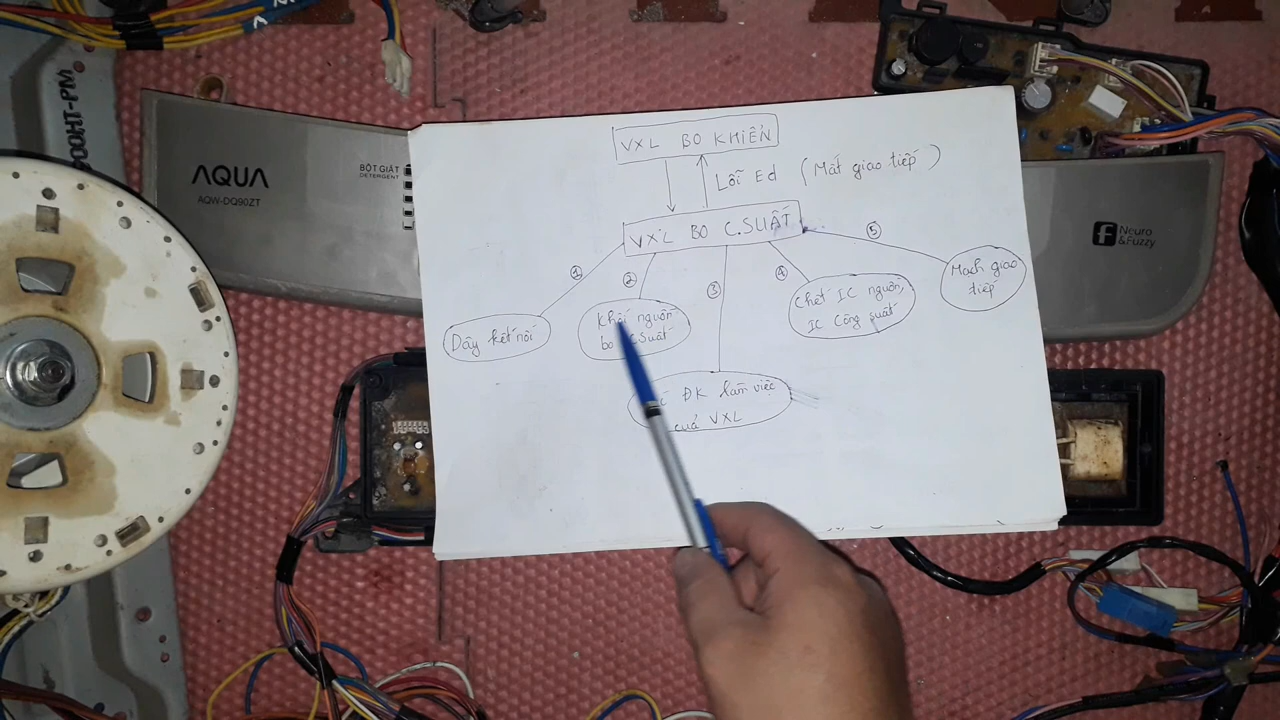 00HT-PM
AQUA
AQW-DQ90ZT
BỘT GIẶT
DETERGENT
VXL BO KHIỂN
Lỗi Ed (Mất giao tiếp)
VXL BO C.SUẤT
Neuro
&Fuzzy
1
2
3
4
5
Dây kết nối
Khối nguồn
bo C Suất
ĐK làm việc
của VXL
Chết IC nguồn,
IC Công suất
Mạch giao
tiếp